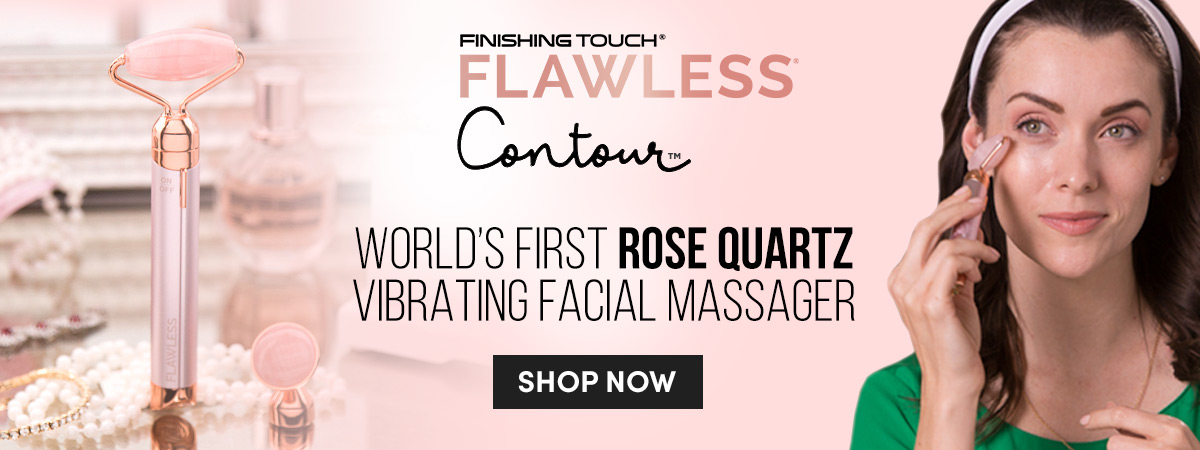 FINISHING TOUCH®
FLAWLESS®
Contour™
WORLD'S FIRST ROSE QUARTZ
VIBRATING FACIAL MASSAGER
SHOP NOW
ON
OFF
FLAWLESS